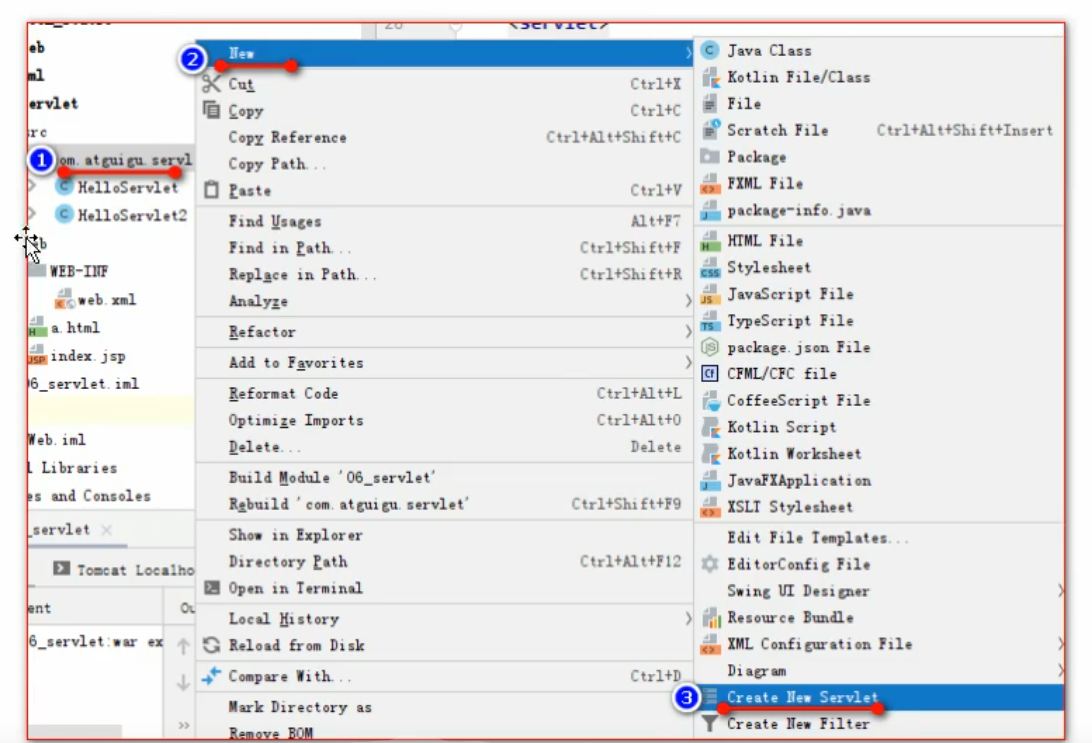 28
<servlet>
eb
ml
ervlet
src
1
om.atguigu.servl
HelloServlet
HelloServlet2
WEB-INF
web.xml
a.html
index.jsp
06_servlet.iml
Web.iml
l Libraries
es and Consoles
_servlet
Tomcat Localho
ent
Ou
6_servlet:war ex
2
New
Cut Ctrl+X
Copy Ctrl+C
Copy Reference Ctrl+Alt+Shift+C
Copy Path...
Paste Ctrl+V
Find Usages Alt+F7
Find in Path... Ctrl+Shift+F
Replace in Path... Ctrl+Shift+R
Analyze
Refactor
Add to Favorites
Reformat Code Ctrl+Alt+L
Optimize Imports Ctrl+Alt+O
Delete... Delete
Build Module '06_servlet'
Rebuild 'com.atguigu.servlet' Ctrl+Shift+F9
Show in Explorer
Directory Path Ctrl+Alt+F12
Open in Terminal
Local History
Reload from Disk
Compare With... Ctrl+D
Mark Directory as
Remove BOM
Java Class
Kotlin File/Class
File
Scratch File Ctrl+Alt+Shift+Insert
Package
FXML File
package-info.java
HTML File
Stylesheet
JavaScript File
TypeScript File
package.json File
CFML/CFC file
CoffeeScript File
Kotlin Script
Kotlin Worksheet
JavaFXApplication
XSLT Stylesheet
Edit File Templates...
EditorConfig File
Swing UI Designer
Resource Bundle
XML Configuration File
Diagram
3
Create New Servlet
Create New Filter